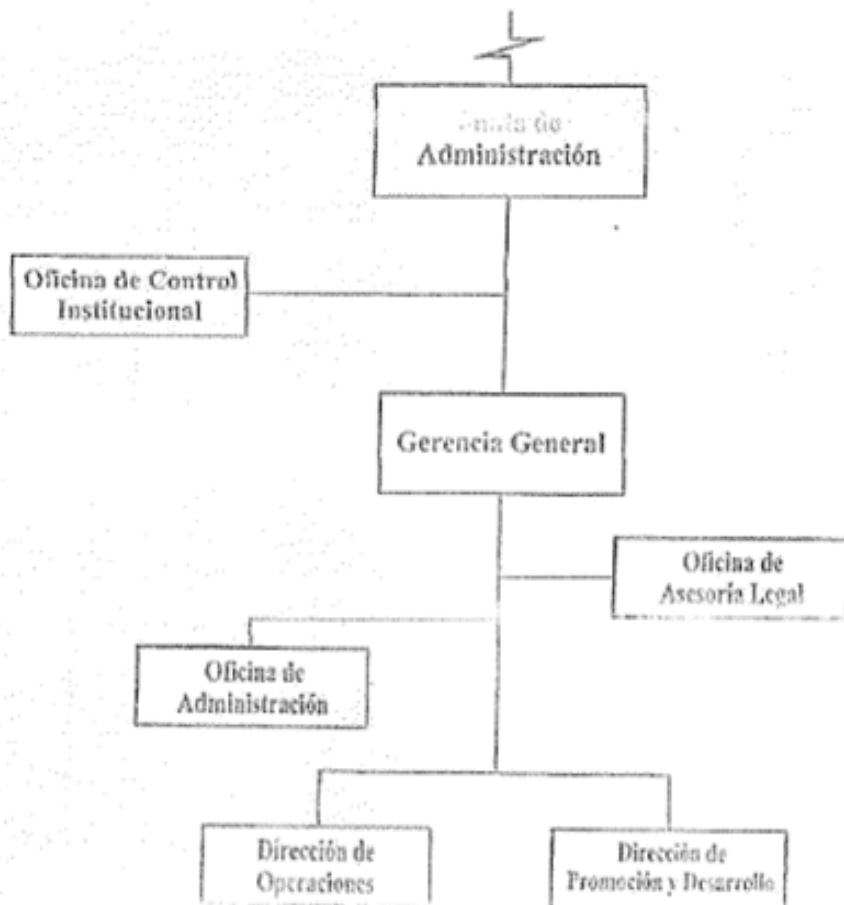 de
Administración
Oficina de Control
Institucional
Gerencia General
Oficina de
Asesoría Legal
Oficina de
Administración
Dirección de
Operaciones
Dirección de
Promoción y Desarrollo